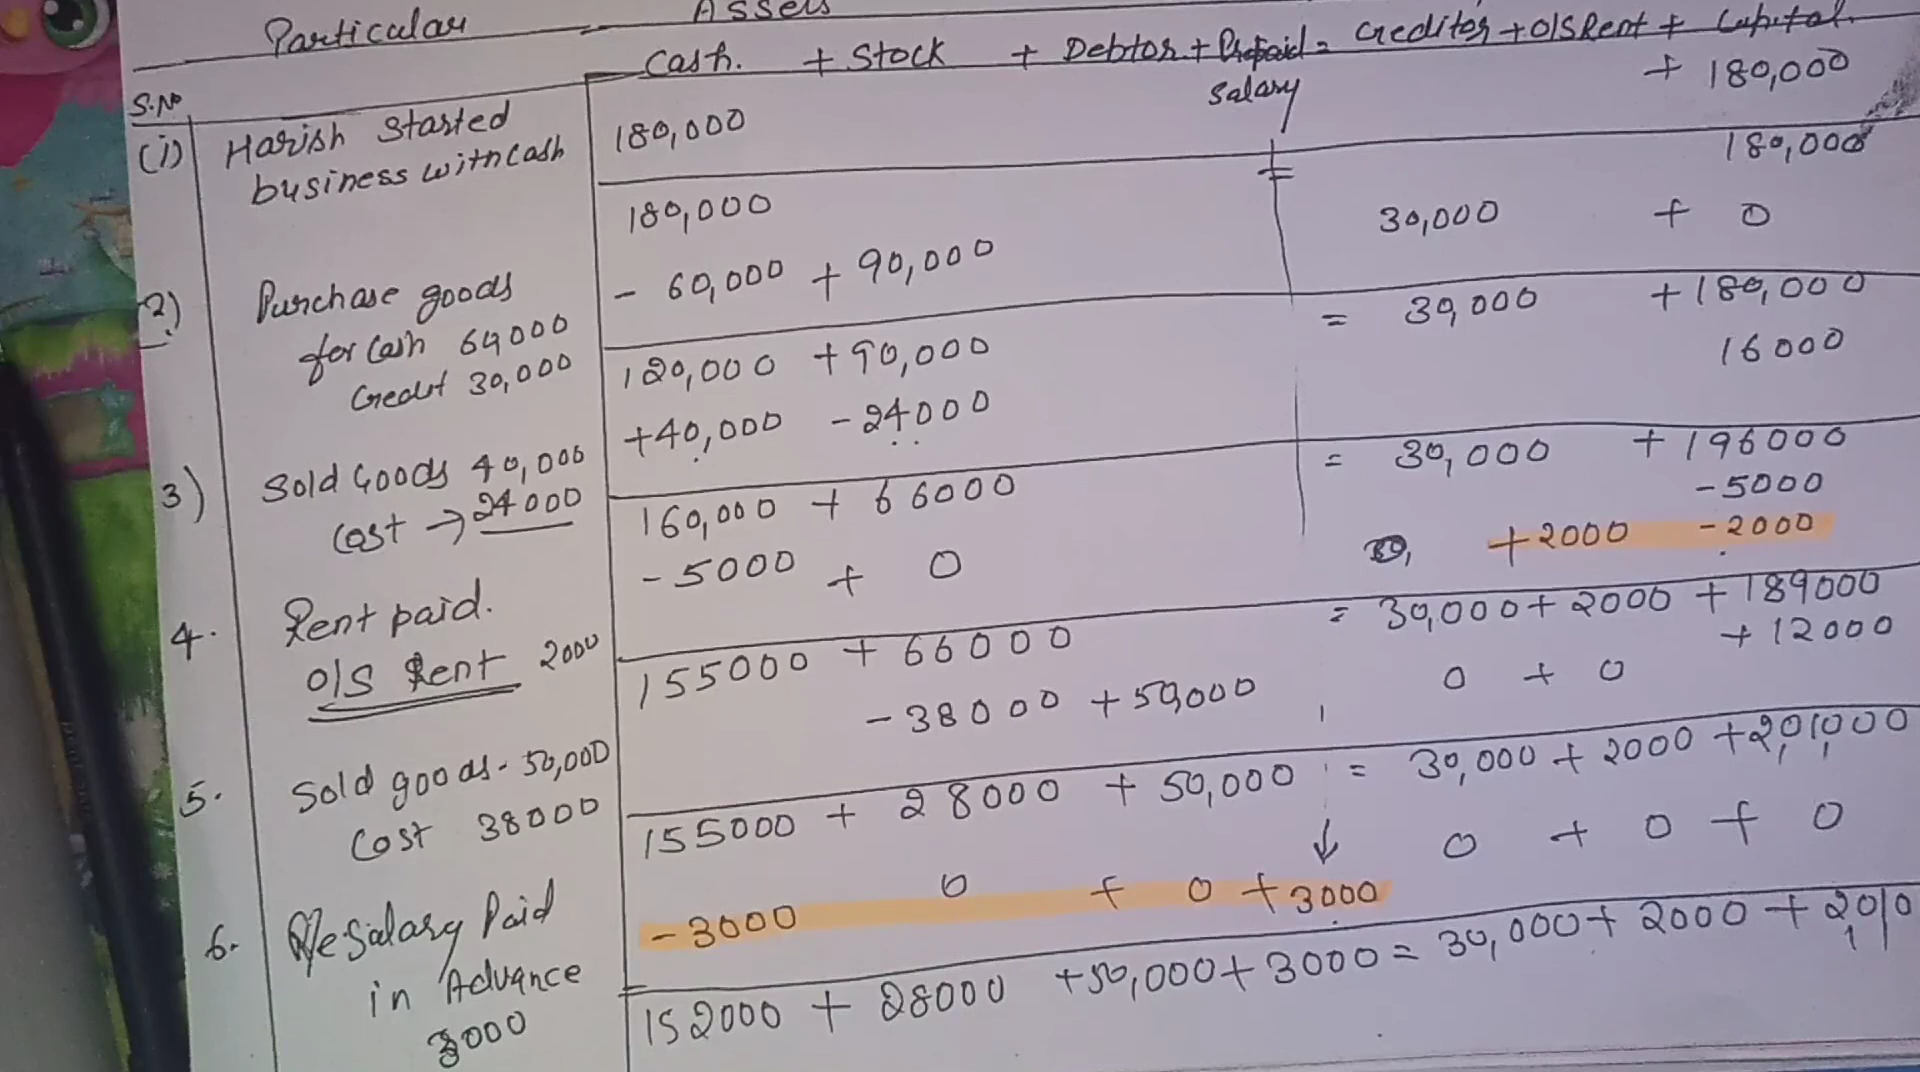 Particular Assets
Cash. + Stock + Debtor + Prepaid = Creditor + O/S Rent + Capital
Salary
S.No
(i) Harish Started 180,000 + 180,000
business with Cash
180,000 = 180,000
2) Purchase goods - 60,000 + 90,000 30,000 + 0
for Cash 60,000
Credit 30,000
120,000 + 90,000 = 30,000 + 180,000
3) Sold Goods 40,000 +40,000 - 24000 16000
Cost → 24000
160,000 + 66000 = 30,000 + 196000
4. Rent paid. - 5000 + 0 - 5000
O/S Rent 2000 +2000 - 2000
155000 + 66000 = 30,000 + 2000 + 189000
5. Sold goods - 50,000 - 38000 + 50,000 0 + 0 + 12000
Cost 38000
155000 + 28000 + 50,000 = 30,000 + 2000 + 201000
6. Salary Paid - 3000 0 + 0 + 3000 ↓ 0 + 0 + 0
in Advance
3000
152000 + 28000 + 50,000 + 3000 = 30,000 + 2000 + 2010